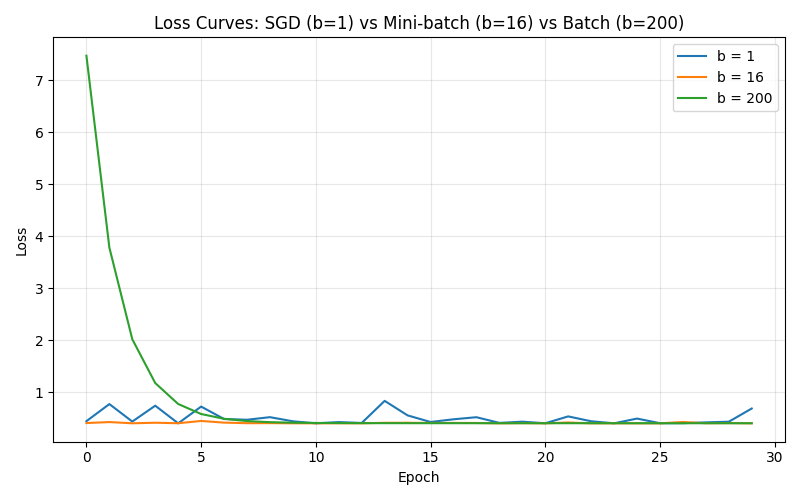 Loss Curves: SGD (b=1) vs Mini-batch (b=16) vs Batch (b=200)
b = 1
b = 16
b = 200
Loss
7
6
5
4
3
2
1
0 5 10 15 20 25 30
Epoch